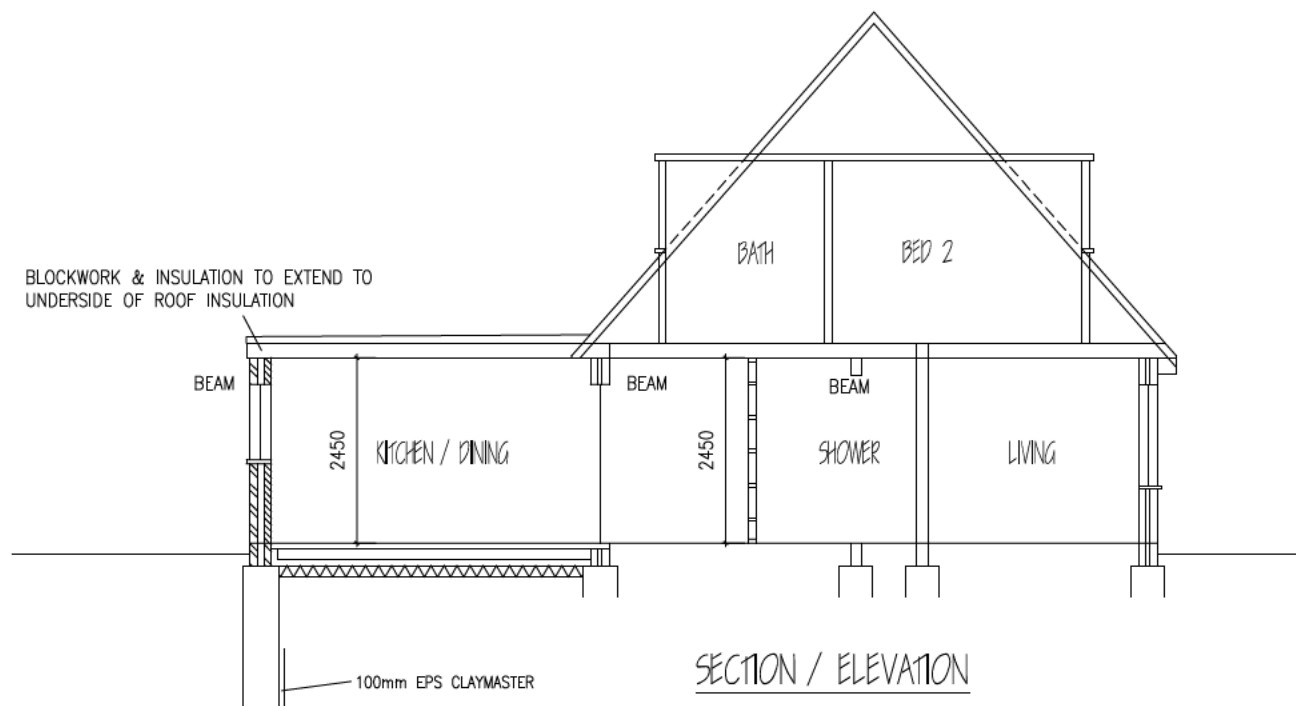 BATH
BED 2
BLOCKWORK & INSULATION TO EXTEND TO
UNDERSIDE OF ROOF INSULATION
BEAM
BEAM
BEAM
2450
KITCHEN / DINING
2450
SHOWER
LIVING
SECTION / ELEVATION
100mm EPS CLAYMASTER